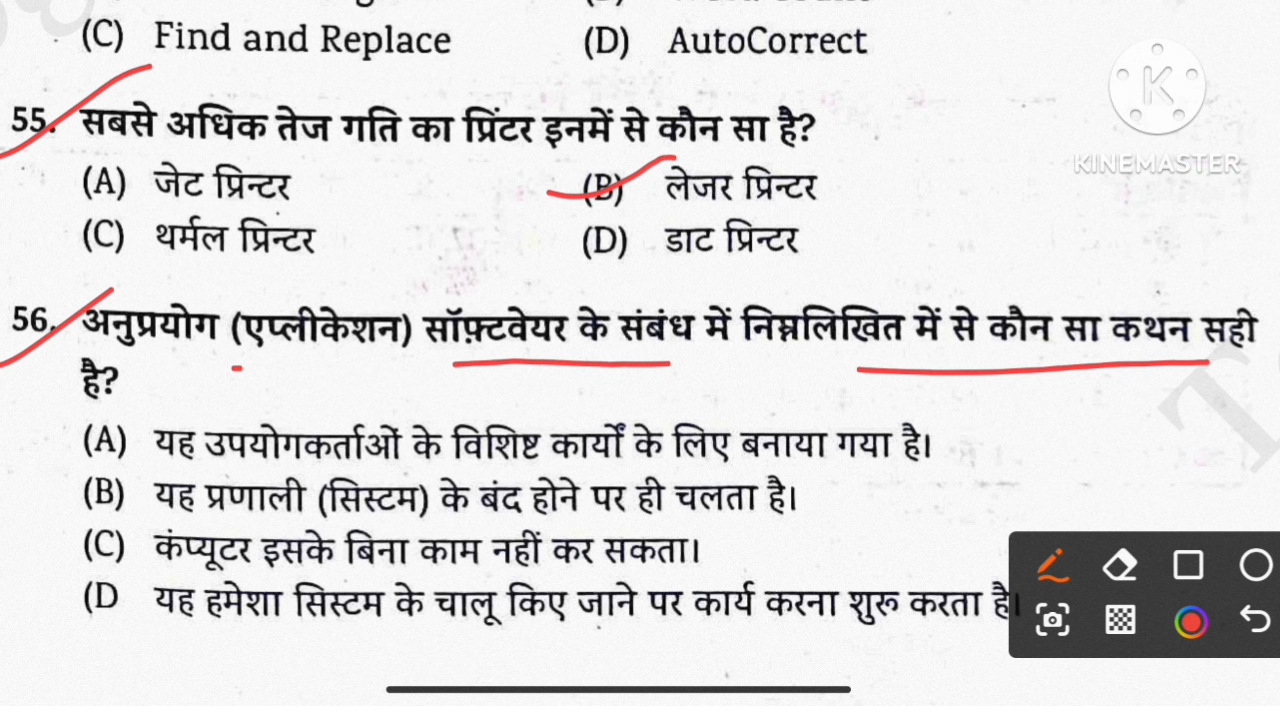 (C) Find and Replace (D) AutoCorrect
55. सबसे अधिक तेज गति का प्रिंटर इनमें से कौन सा है?
(A) जेट प्रिन्टर (B) लेजर प्रिन्टर
(C) थर्मल प्रिन्टर (D) डाट प्रिन्टर
56. अनुप्रयोग (एप्लीकेशन) सॉफ़्टवेयर के संबंध में निम्नलिखित में से कौन सा कथन सही
है?
(A) यह उपयोगकर्ताओं के विशिष्ट कार्यों के लिए बनाया गया है।
(B) यह प्रणाली (सिस्टम) के बंद होने पर ही चलता है।
(C) कंप्यूटर इसके बिना काम नहीं कर सकता।
(D यह हमेशा सिस्टम के चालू किए जाने पर कार्य करना शुरू करता है।
K
KINEMASTER